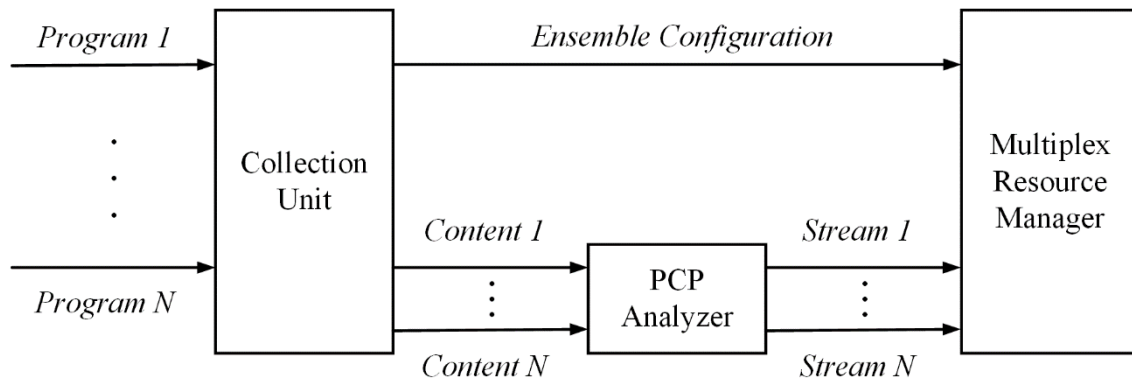 Program 1
Ensemble Configuration
Collection
Unit
Multiplex
Resource
Manager
Content 1
Stream 1
Program N
PCP
Analyzer
Content N
Stream N